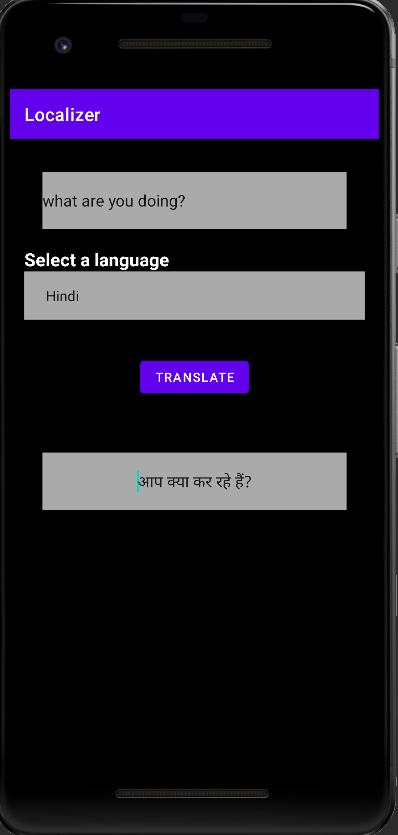 Localizer
what are you doing?
Select a language
Hindi
TRANSLATE
आप क्या कर रहे हैं?